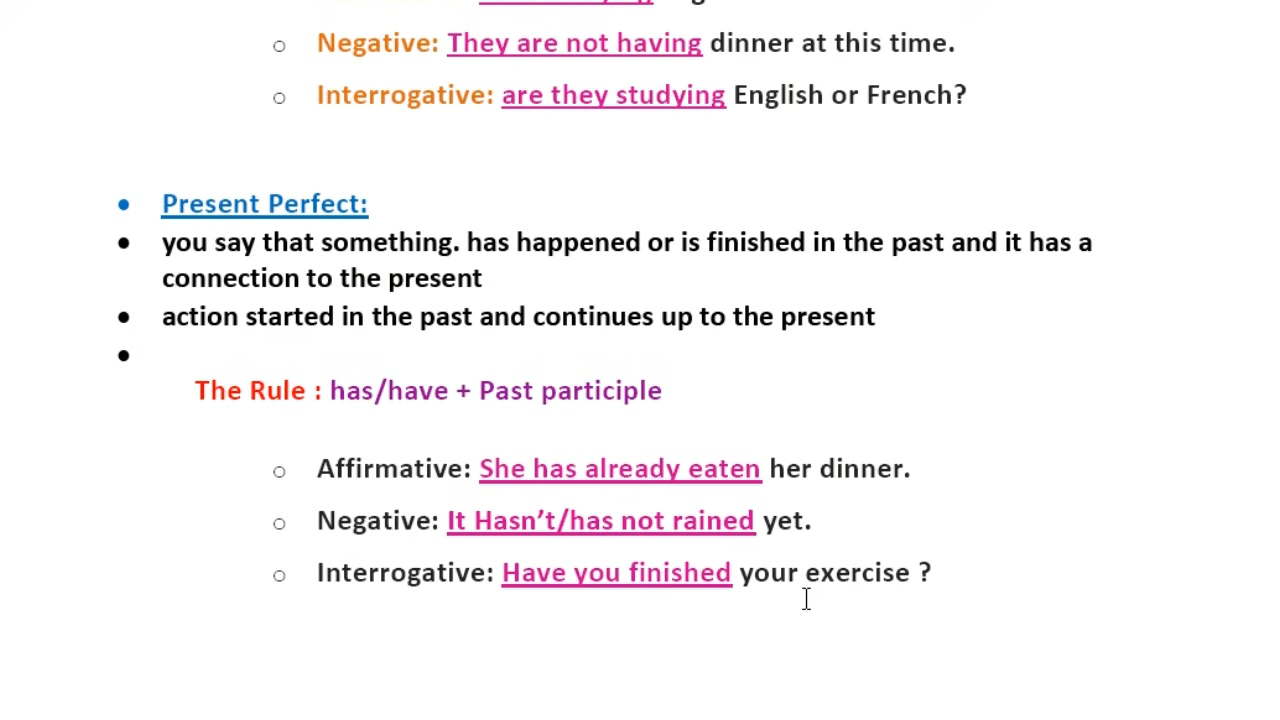 ○ Negative: They are not having dinner at this time.
○ Interrogative: are they studying English or French?
• Present Perfect:
• you say that something. has happened or is finished in the past and it has a
connection to the present
• action started in the past and continues up to the present
•
The Rule : has/have + Past participle
○ Affirmative: She has already eaten her dinner.
○ Negative: It Hasn’t/has not rained yet.
○ Interrogative: Have you finished your exercise ?